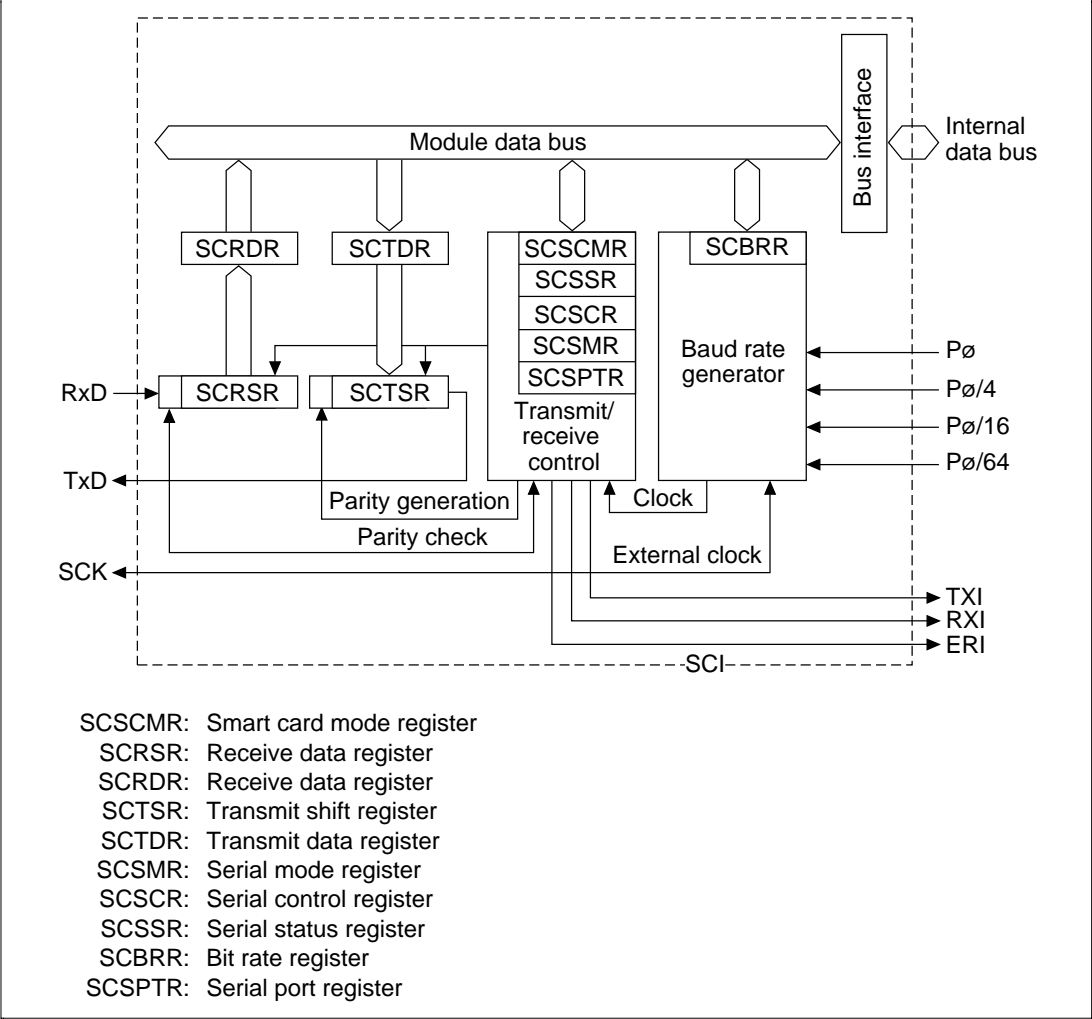 Module data bus
Bus interface
Internal
data bus
SCRDR
SCTDR
SCSCMR
SCSSR
SCSCR
SCSMR
SCSPTR
Transmit/
receive
control
SCBRR
Baud rate
generator
Pø
Pø/4
Pø/16
Pø/64
RxD
SCRSR
SCTSR
TxD
Parity generation
Clock
Parity check
External clock
SCK
TXI
RXI
ERI
SCI
SCSCMR: Smart card mode register
SCRSR: Receive data register
SCRDR: Receive data register
SCTSR: Transmit shift register
SCTDR: Transmit data register
SCSMR: Serial mode register
SCSCR: Serial control register
SCSSR: Serial status register
SCBRR: Bit rate register
SCSPTR: Serial port register